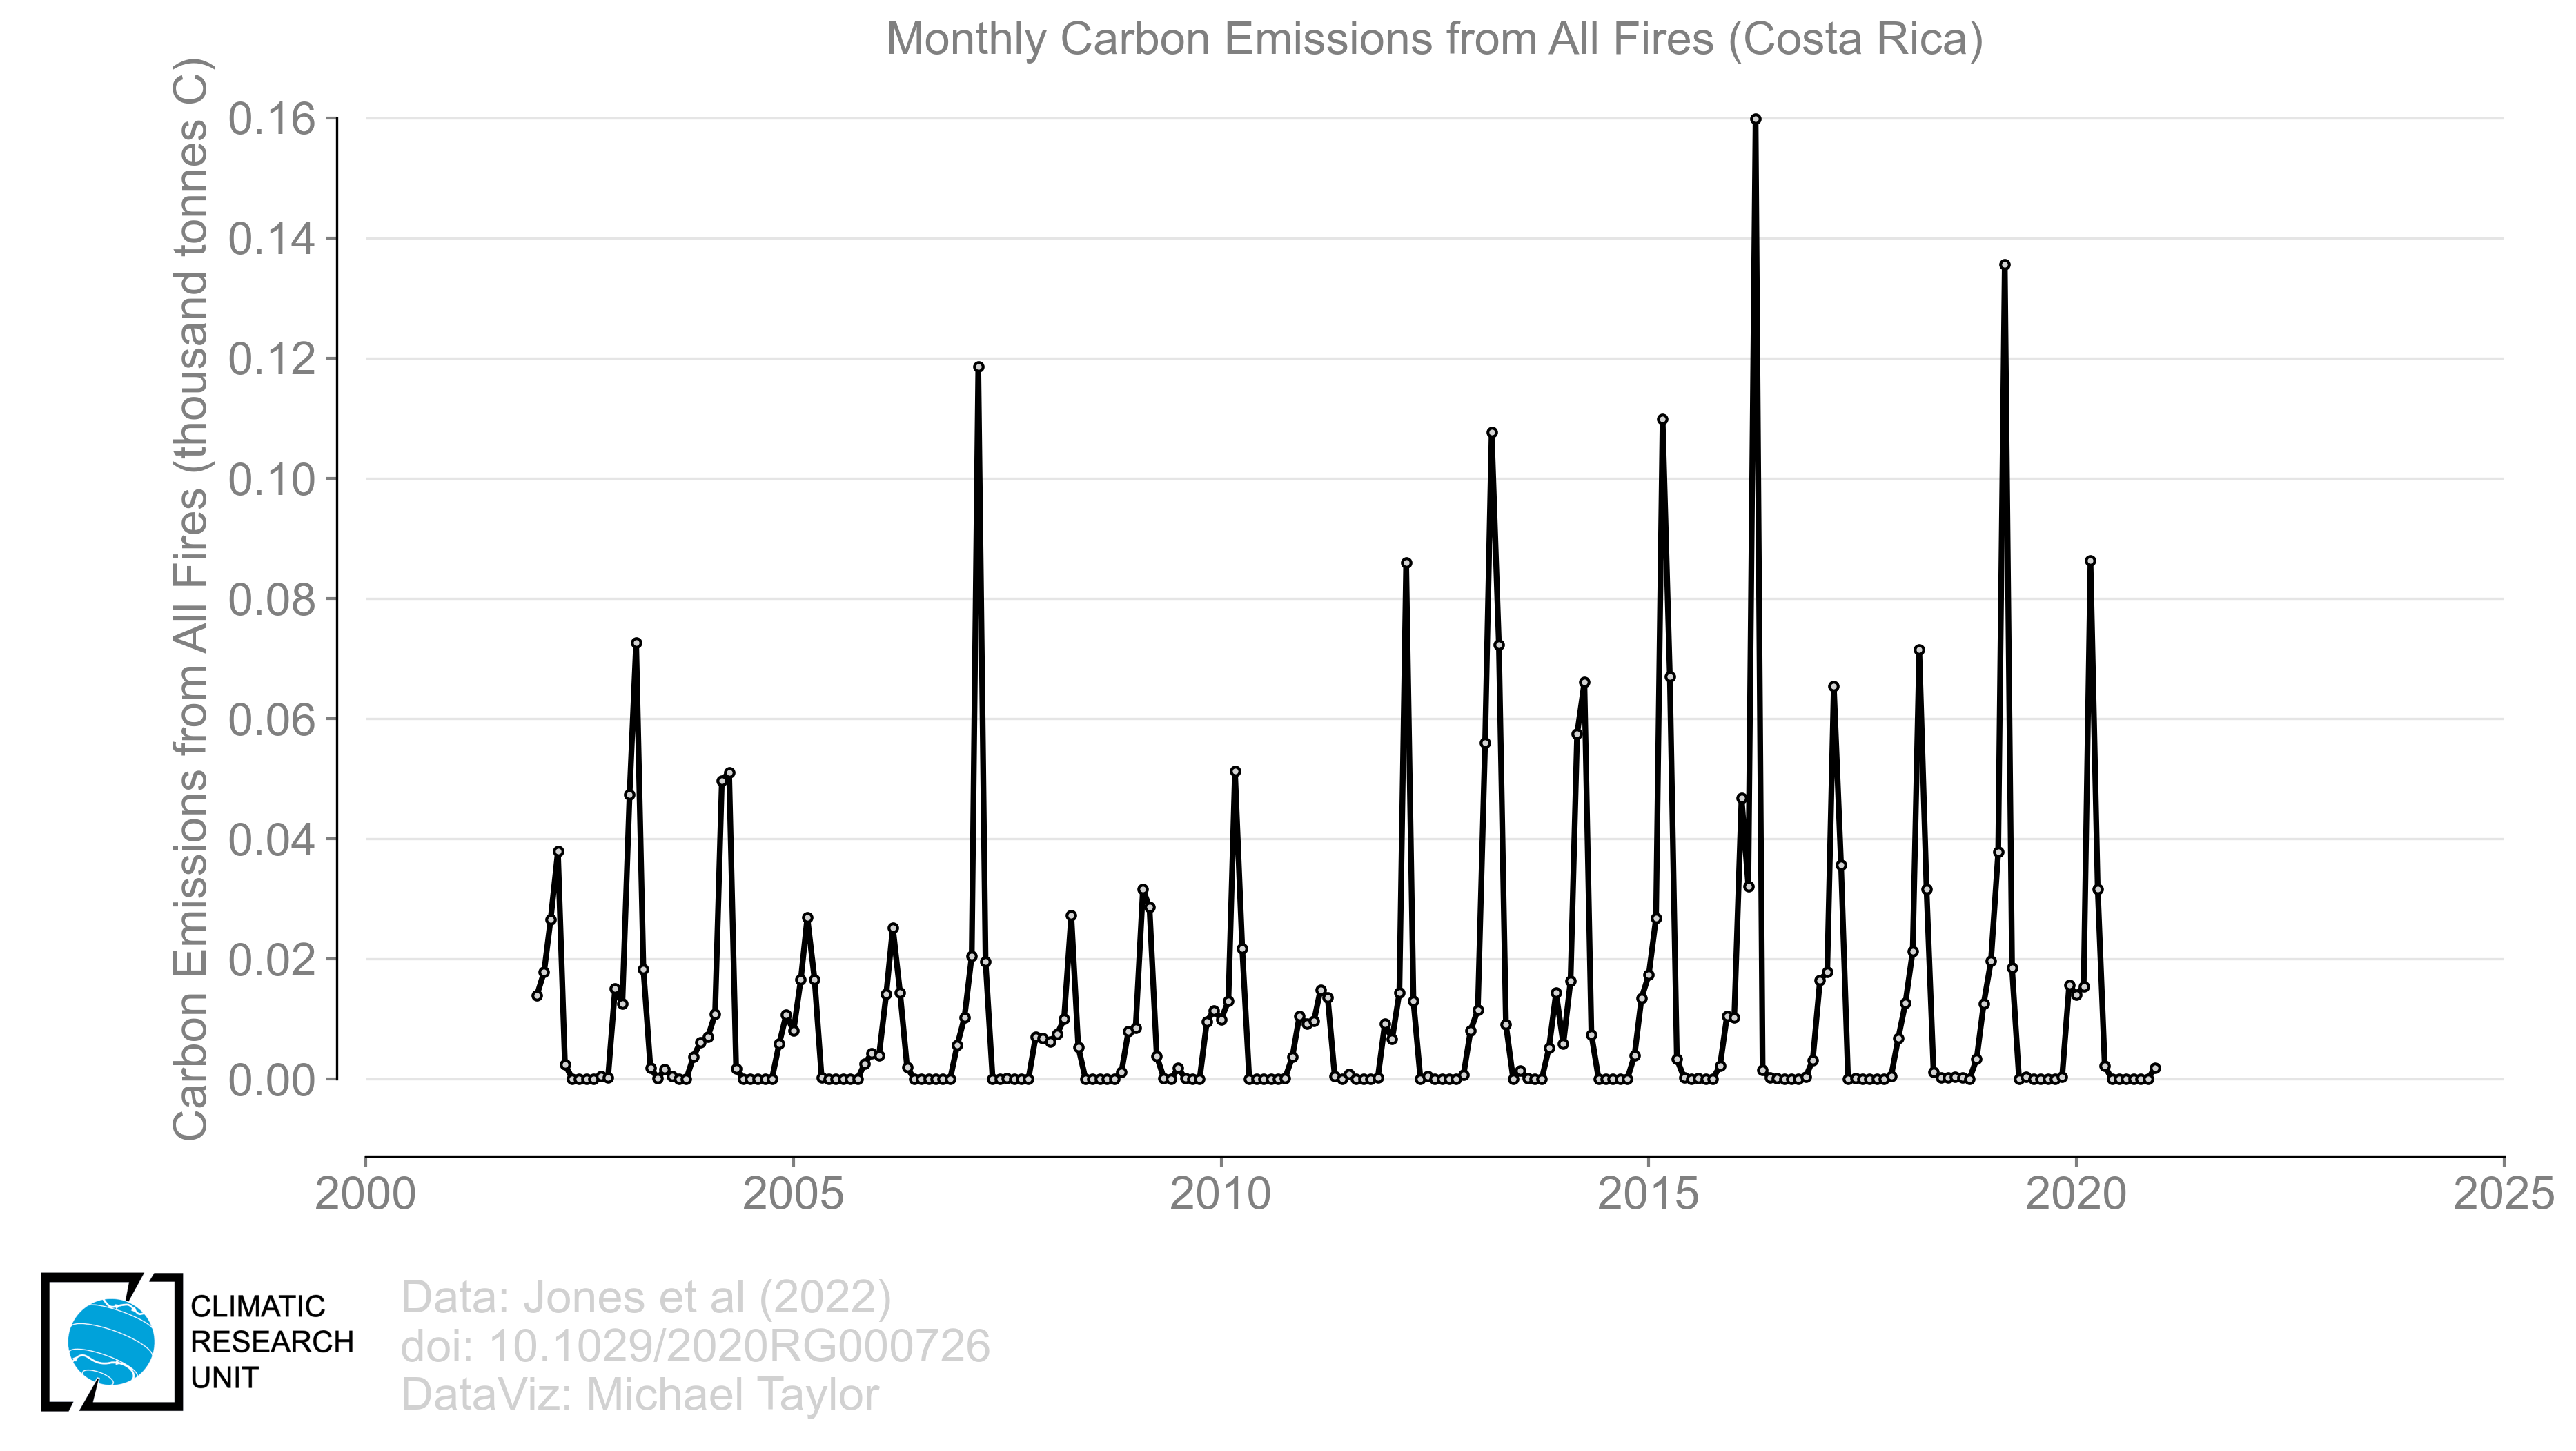 Monthly Carbon Emissions from All Fires (Costa Rica)
Carbon Emissions from All Fires (thousand tonnes C)
0.16
0.14
0.12
0.10
0.08
0.06
0.04
0.02
0.00
2000 2005 2010 2015 2020 2025
CLIMATIC
RESEARCH
UNIT
Data: Jones et al (2022)
doi: 10.1029/2020RG000726
DataViz: Michael Taylor